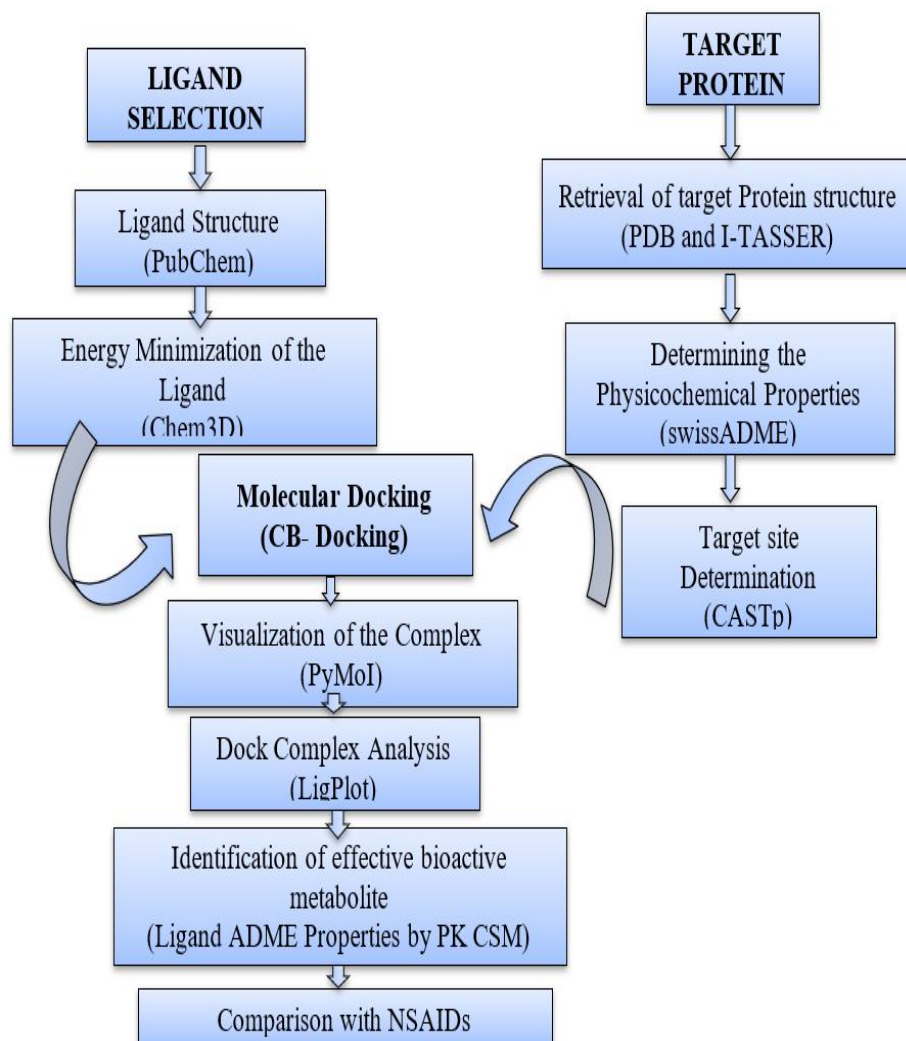 LIGAND
SELECTION
Ligand Structure
(PubChem)
Energy Minimization of the
Ligand
(Chem3D)
TARGET
PROTEIN
Retrieval of target Protein structure
(PDB and I-TASSER)
Determining the
Physicochemical Properties
(swissADME)
Target site
Determination
(CASTp)
Molecular Docking
(CB- Docking)
Visualization of the Complex
(PyMoI)
Dock Complex Analysis
(LigPlot)
Identification of effective bioactive
metabolite
(Ligand ADME Properties by PK CSM)
Comparison with NSAIDs